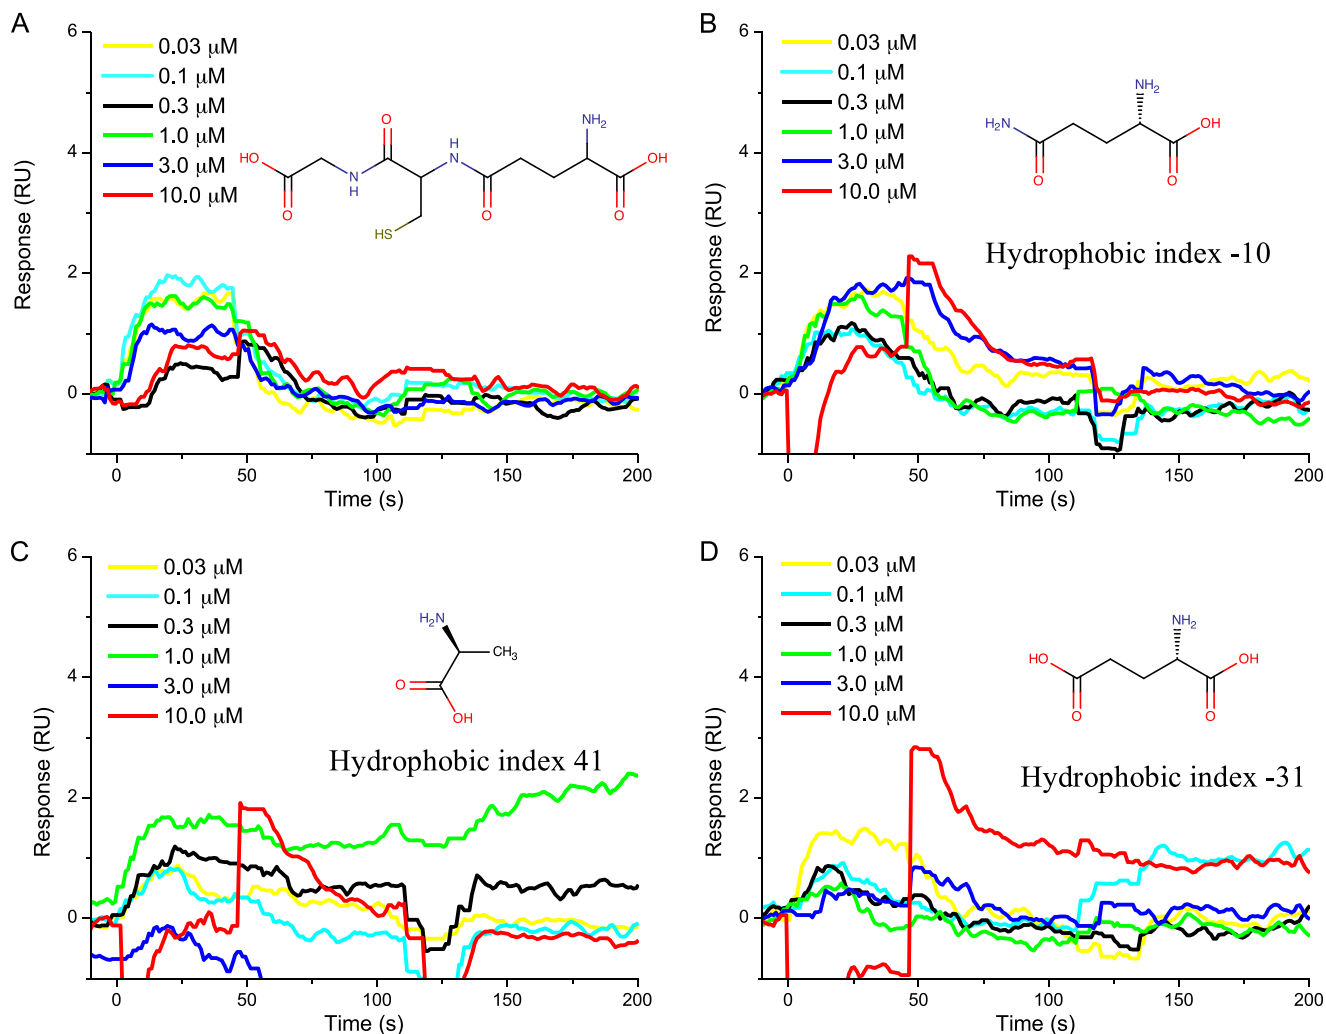 A
6
4
2
0
Response (RU)
0.03 μM
0.1 μM
0.3 μM
1.0 μM
3.0 μM
10.0 μM
O
NH₂
H
N
HO
OH
N
H
O
O
O
HS
0
50
100
150
200
Time (s)
B
6
4
2
0
Response (RU)
0.03 μM
0.1 μM
0.3 μM
1.0 μM
3.0 μM
10.0 μM
NH₂
H₂N
OH
O
O
Hydrophobic index -10
0
50
100
150
200
Time (s)
C
6
4
2
0
Response (RU)
0.03 μM
0.1 μM
0.3 μM
1.0 μM
3.0 μM
10.0 μM
H₂N
CH₃
O
OH
Hydrophobic index 41
0
50
100
150
200
Time (s)
D
6
4
2
0
Response (RU)
0.03 μM
0.1 μM
0.3 μM
1.0 μM
3.0 μM
10.0 μM
NH₂
HO
OH
O
O
Hydrophobic index -31
0
50
100
150
200
Time (s)